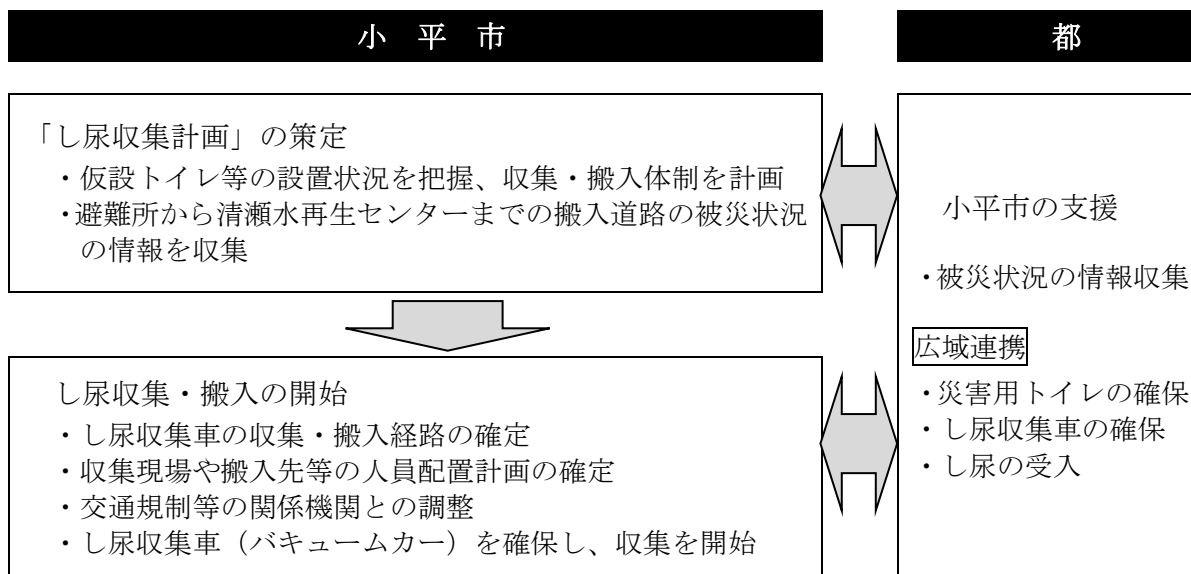 小 平 市
「し尿収集計画」の策定
・仮設トイレ等の設置状況を把握、収集・搬入体制を計画
・避難所から清瀬水再生センターまでの搬入道路の被災状況
の情報を収集
し尿収集・搬入の開始
・し尿収集車の収集・搬入経路の確定
・収集現場や搬入先等の人員配置計画の確定
・交通規制等の関係機関との調整
・し尿収集車（バキュームカー）を確保し、収集を開始
都
小平市の支援
・被災状況の情報収集
広域連携
・災害用トイレの確保
・し尿収集車の確保
・し尿の受入